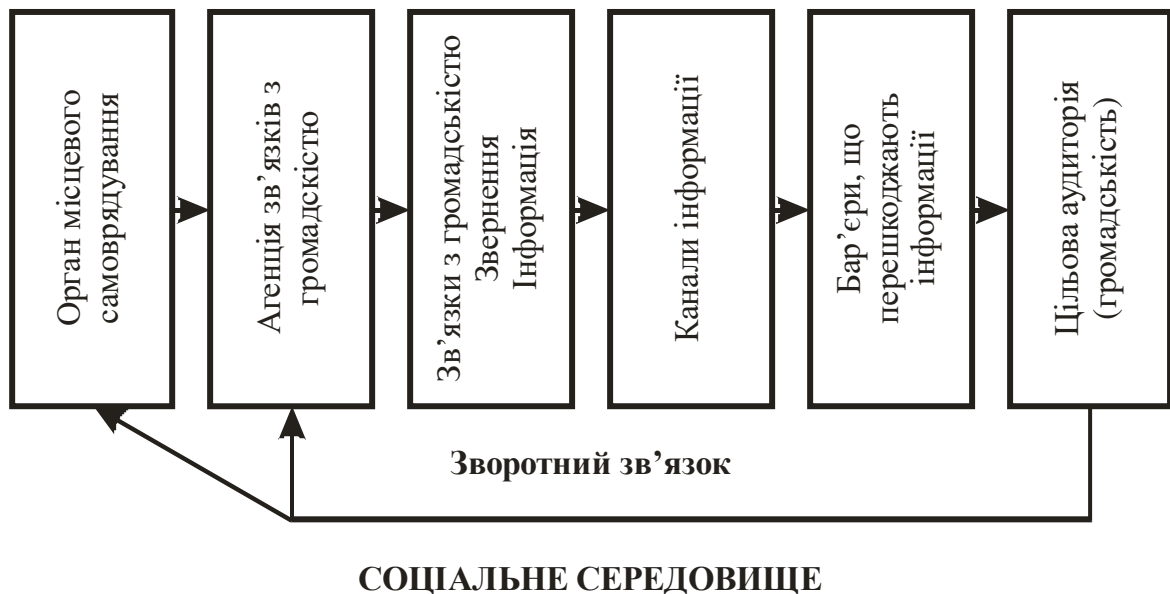 Орган місцевого
самоврядування
Агенція зв’язків з
громадскістю
Зв’язки з громадськістю
Звернення
Інформація
Канали інформації
Бар’єри, що
перешкоджають
інформації
Цільова аудиторія
(громадськість)
Зворотний зв’язок
СОЦІАЛЬНЕ СЕРЕДОВИЩЕ